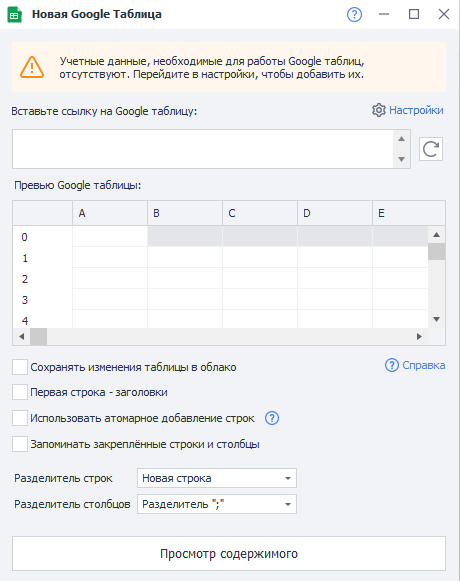 Новая Google Таблица
Учетные данные, необходимые для работы Google таблиц,
отсутствуют. Перейдите в настройки, чтобы добавить их.
Вставьте ссылку на Google таблицу:
Настройки
Превью Google таблицы:
A B C D E
0
1
2
3
4
Сохранять изменения таблицы в облако
? Справка
Первая строка - заголовки
Использовать атомарное добавление строк ?
Запоминать закреплённые строки и столбцы
Разделитель строк Новая строка
Разделитель столбцов Разделитель ";"
Просмотр содержимого